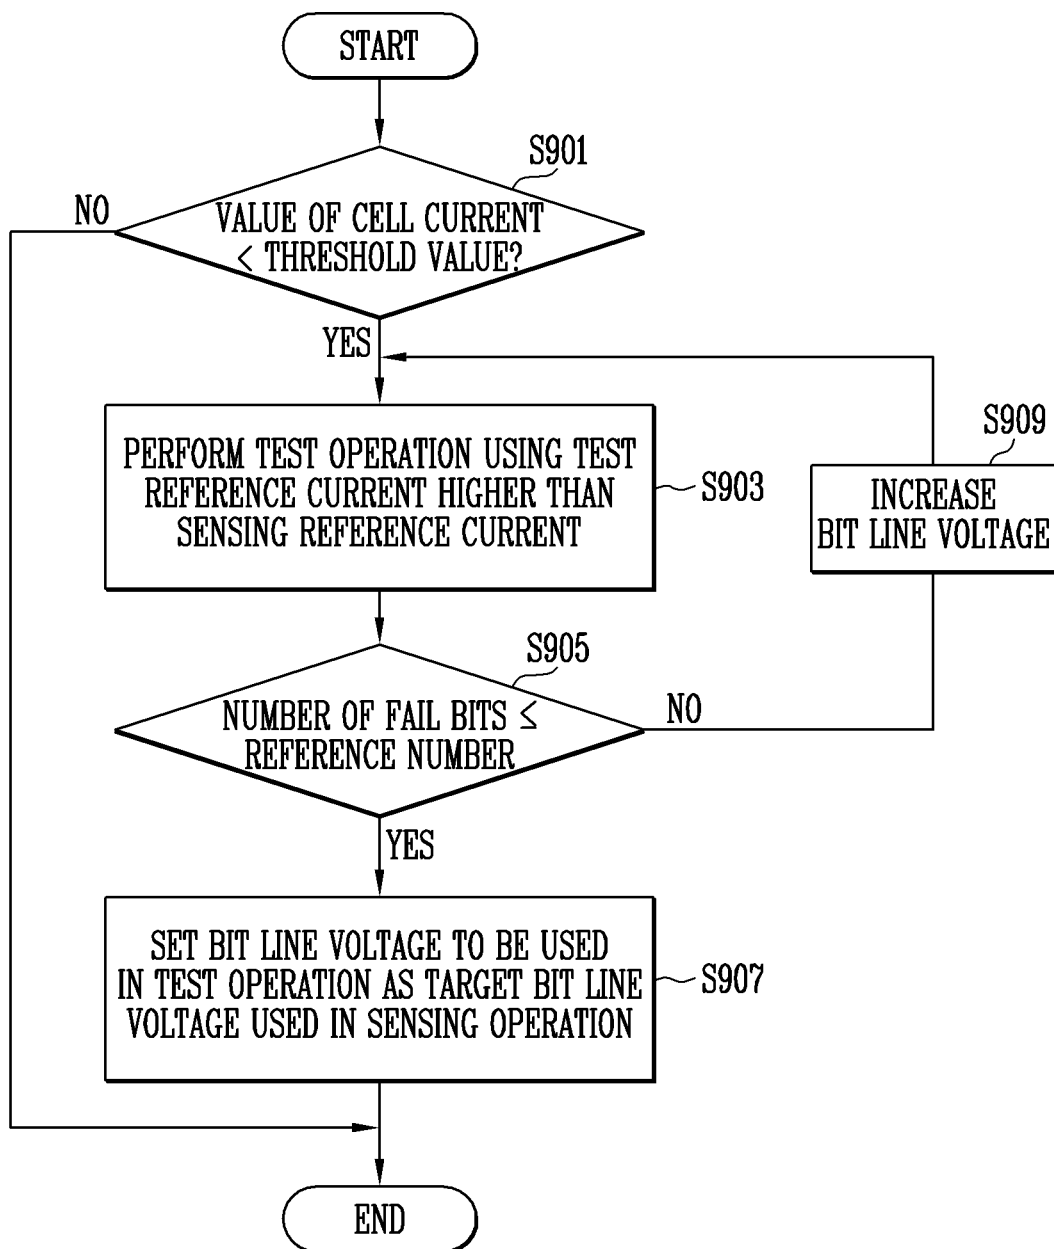 START
S901
NO
VALUE OF CELL CURRENT
< THRESHOLD VALUE?
YES
S909
PERFORM TEST OPERATION USING TEST
REFERENCE CURRENT HIGHER THAN
SENSING REFERENCE CURRENT
S903
INCREASE
BIT LINE VOLTAGE
S905
NUMBER OF FAIL BITS ≤
REFERENCE NUMBER
NO
YES
SET BIT LINE VOLTAGE TO BE USED
IN TEST OPERATION AS TARGET BIT LINE
VOLTAGE USED IN SENSING OPERATION
S907
END